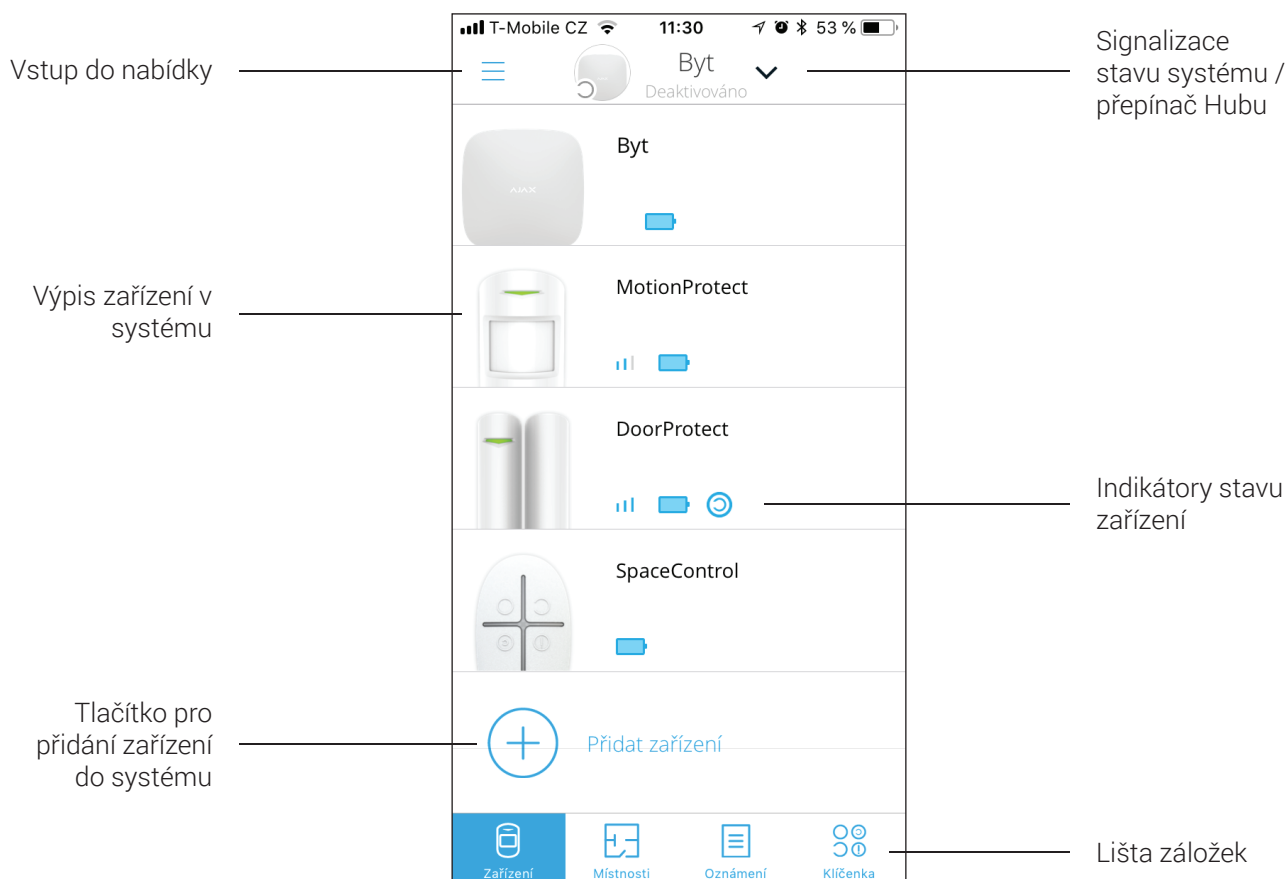 T-Mobile CZ 11:30 53 %
Vstup do nabídky
Byt
Deaktivováno
Signalizace
stavu systému /
přepínač Hubu
Byt
AJAX
Výpis zařízení v
systému
MotionProtect
DoorProtect
Indikátory stavu
zařízení
SpaceControl
Tlačítko pro
přidání zařízení
do systému
Přidat zařízení
Zařízení Místnosti Oznámení Klíčenka
Lišta záložek